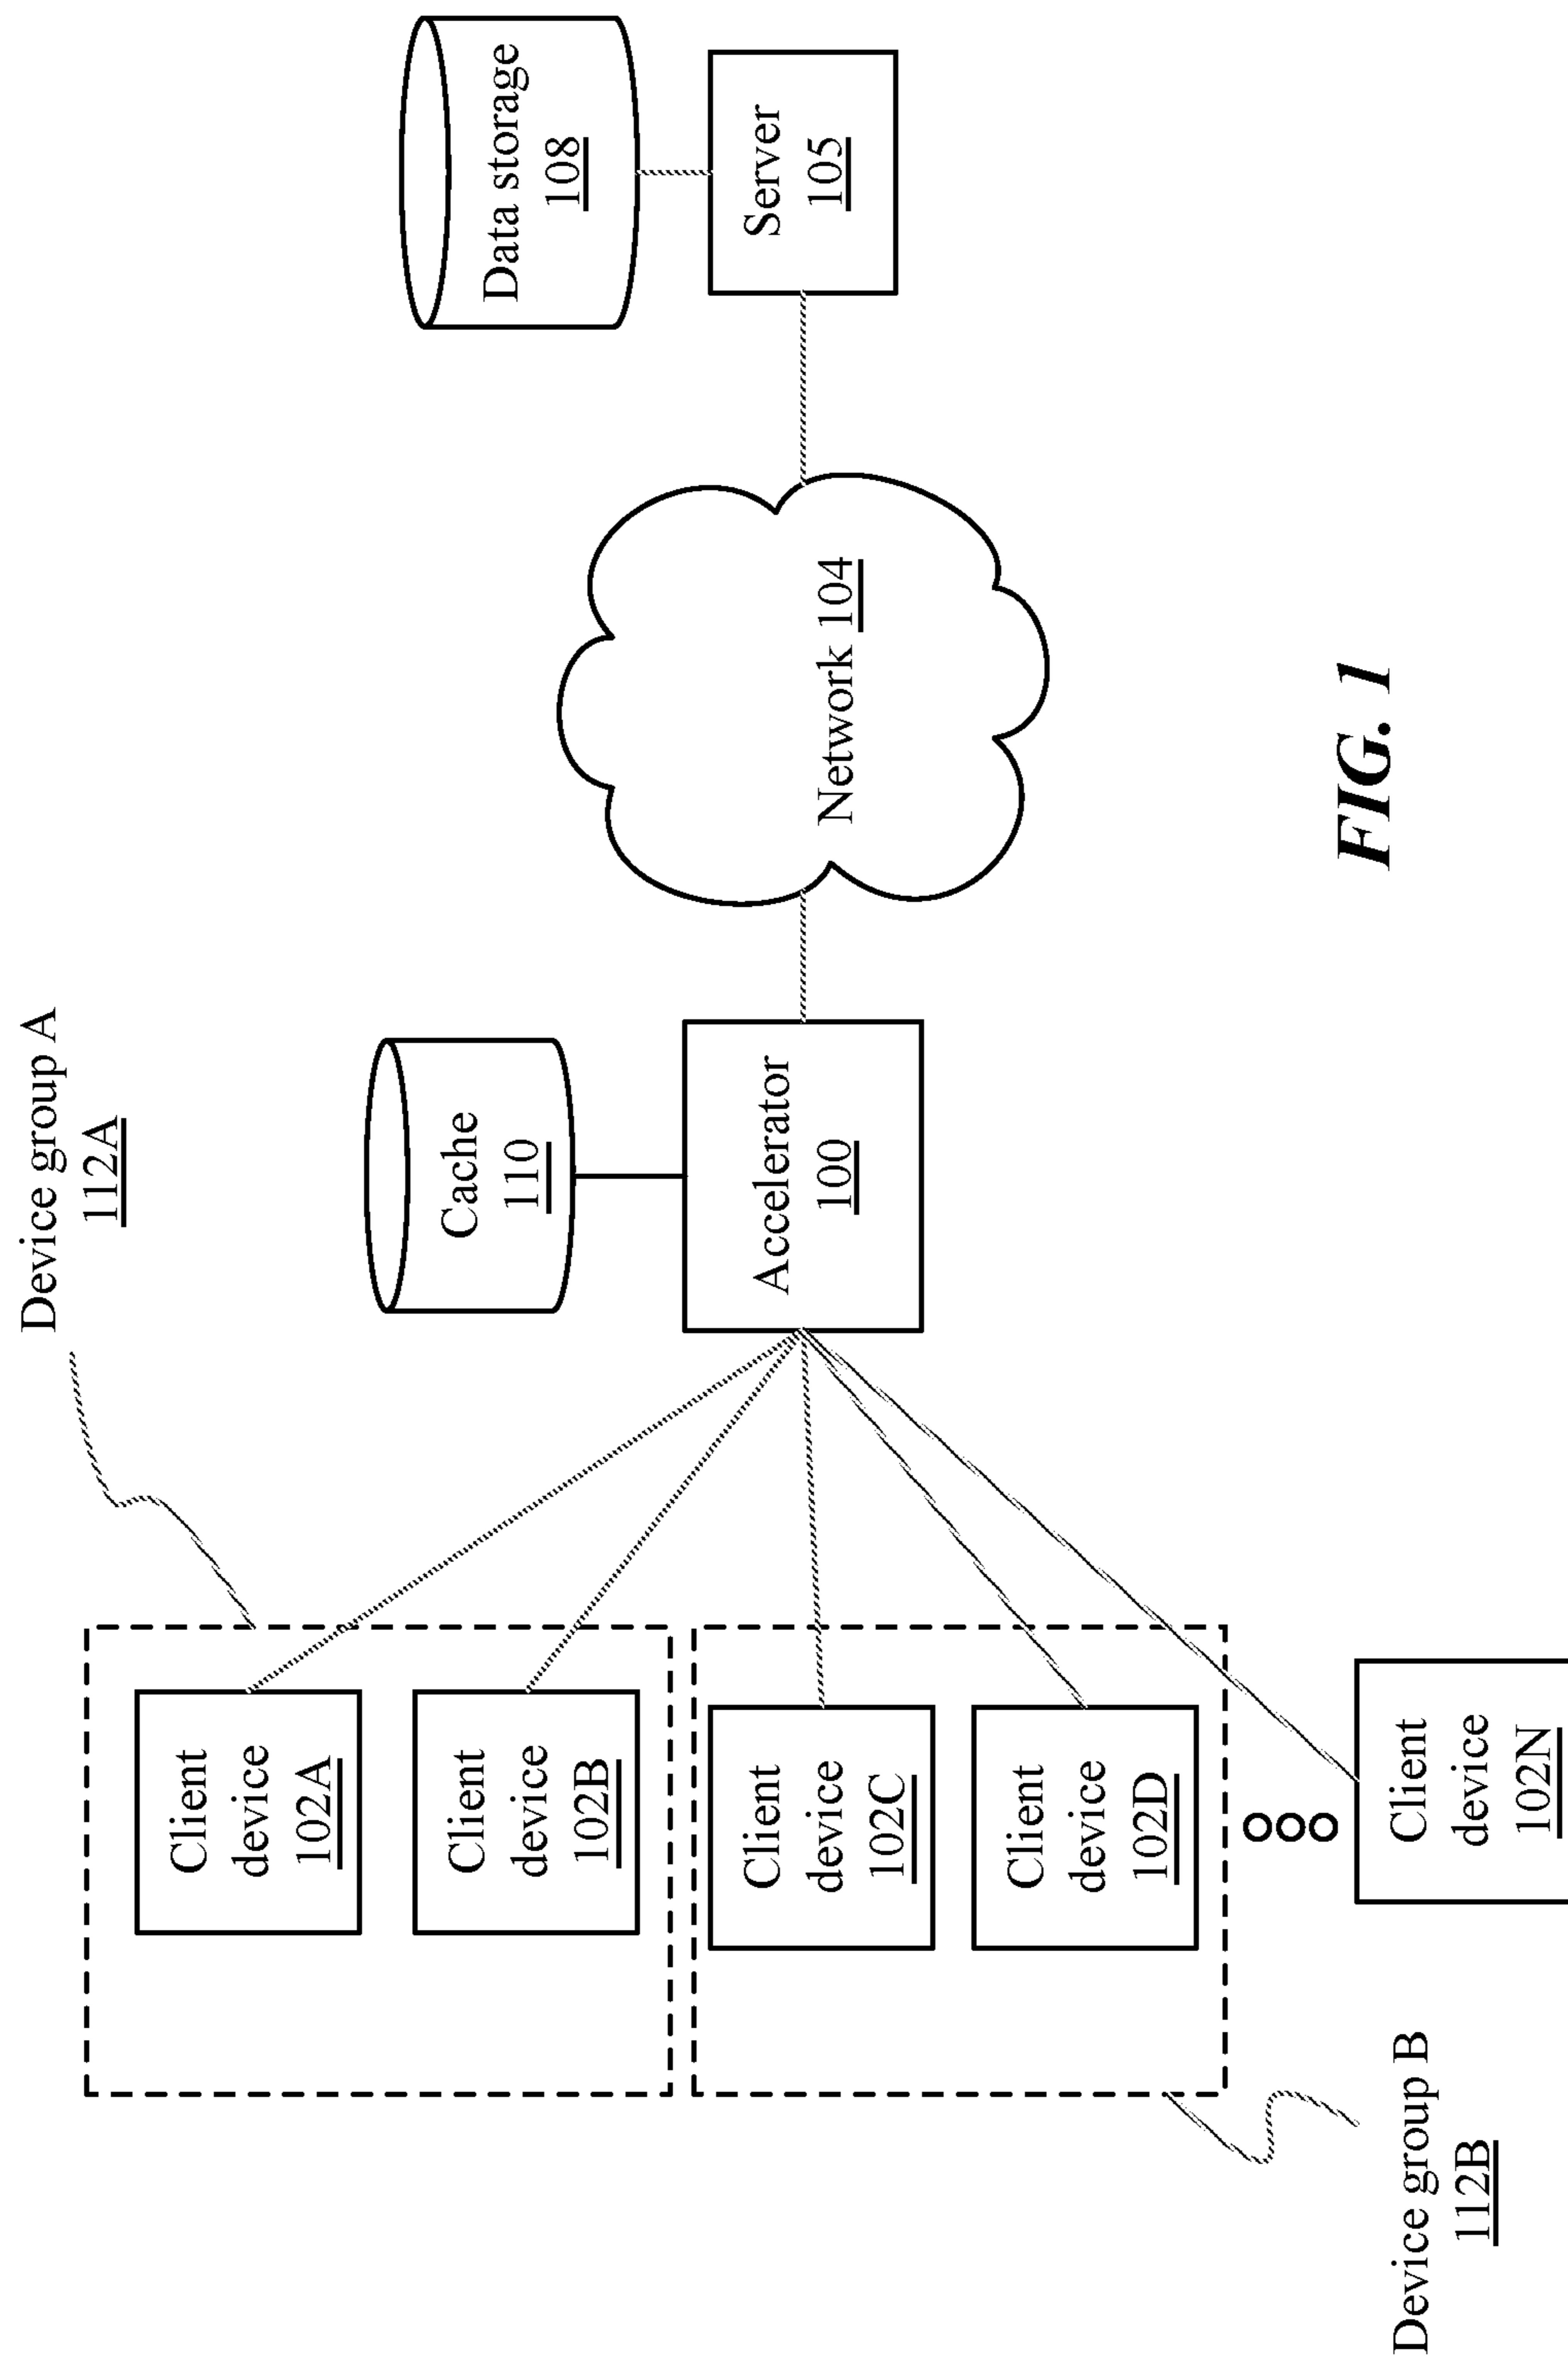 Device group A
112A
Client
device
102A
Client
device
102B
Client
device
102C
Client
device
102D
Client
device
102N
Device group B
112B
Cache
110
Accelerator
100
Network 104
Data storage
108
Server
105
FIG. 1